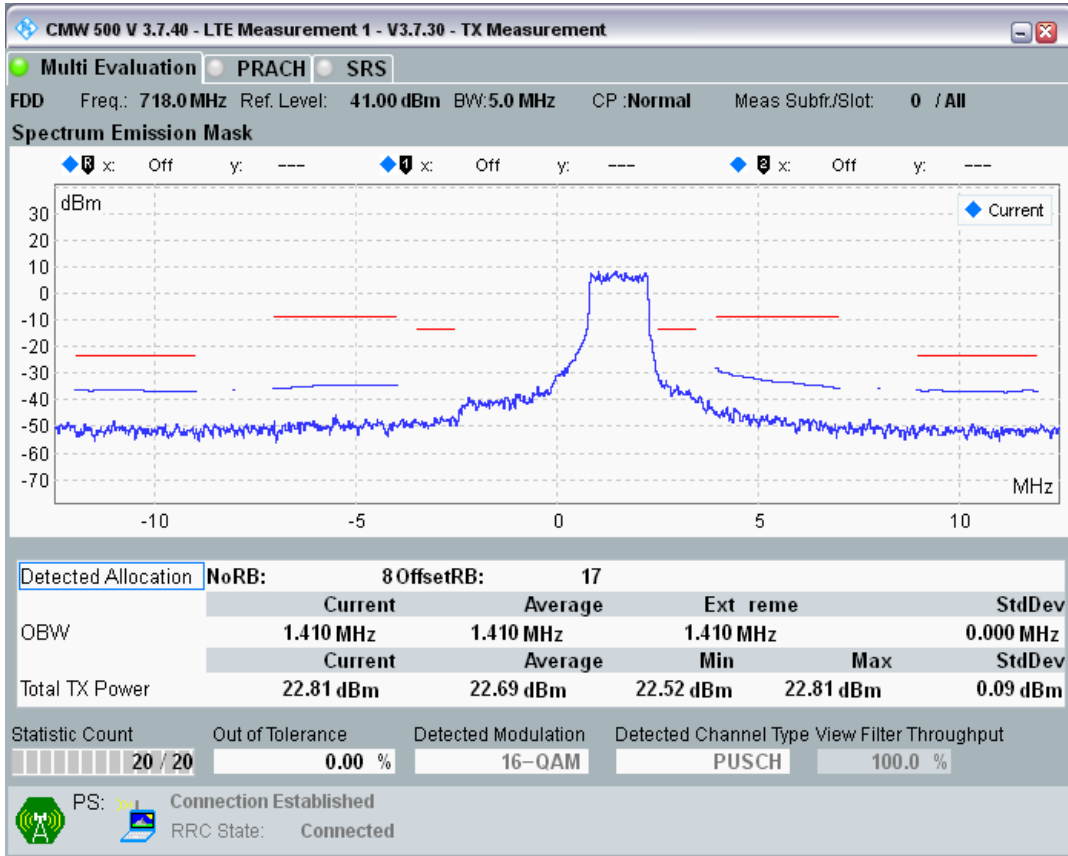 CMW 500 V 3.7.40 - LTE Measurement 1 - V3.7.30 - TX Measurement
Multi Evaluation PRACH SRS
FDD Freq.: 718.0 MHz Ref. Level: 41.00 dBm BW: 5.0 MHz CP : Normal Meas Subfr./Slot: 0 / All
Spectrum Emission Mask
R x: Off y: --- 1 x: Off y: --- 2 x: Off y: ---
dBm
Current
30
20
10
0
-10
-20
-30
-40
-50
-60
-70
MHz
-10 -5 0 5 10
Detected Allocation NoRB: 8 OffsetRB: 17
Current Average Ext reme StdDev
OBW 1.410 MHz 1.410 MHz 1.410 MHz 0.000 MHz
Current Average Min Max StdDev
Total TX Power 22.81 dBm 22.69 dBm 22.52 dBm 22.81 dBm 0.09 dBm
Statistic Count Out of Tolerance Detected Modulation Detected Channel Type View Filter Throughput
20 / 20 0.00 % 16-QAM PUSCH 100.0 %
PS: Connection Established
RRC State: Connected